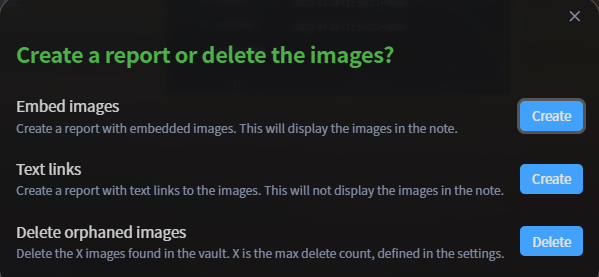 Create a report or delete the images?
Embed images
Create a report with embedded images. This will display the images in the note.
Create
Text links
Create a report with text links to the images. This will not display the images in the note.
Create
Delete orphaned images
Delete the X images found in the vault. X is the max delete count, defined in the settings.
Delete